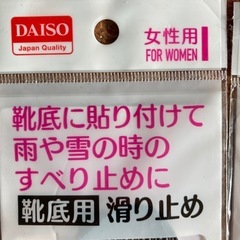 DAISO
Japan Quality
女性用
FOR WOMEN
靴底に貼り付けて
雨や雪の時の
すべり止めに
靴底用 滑り止め